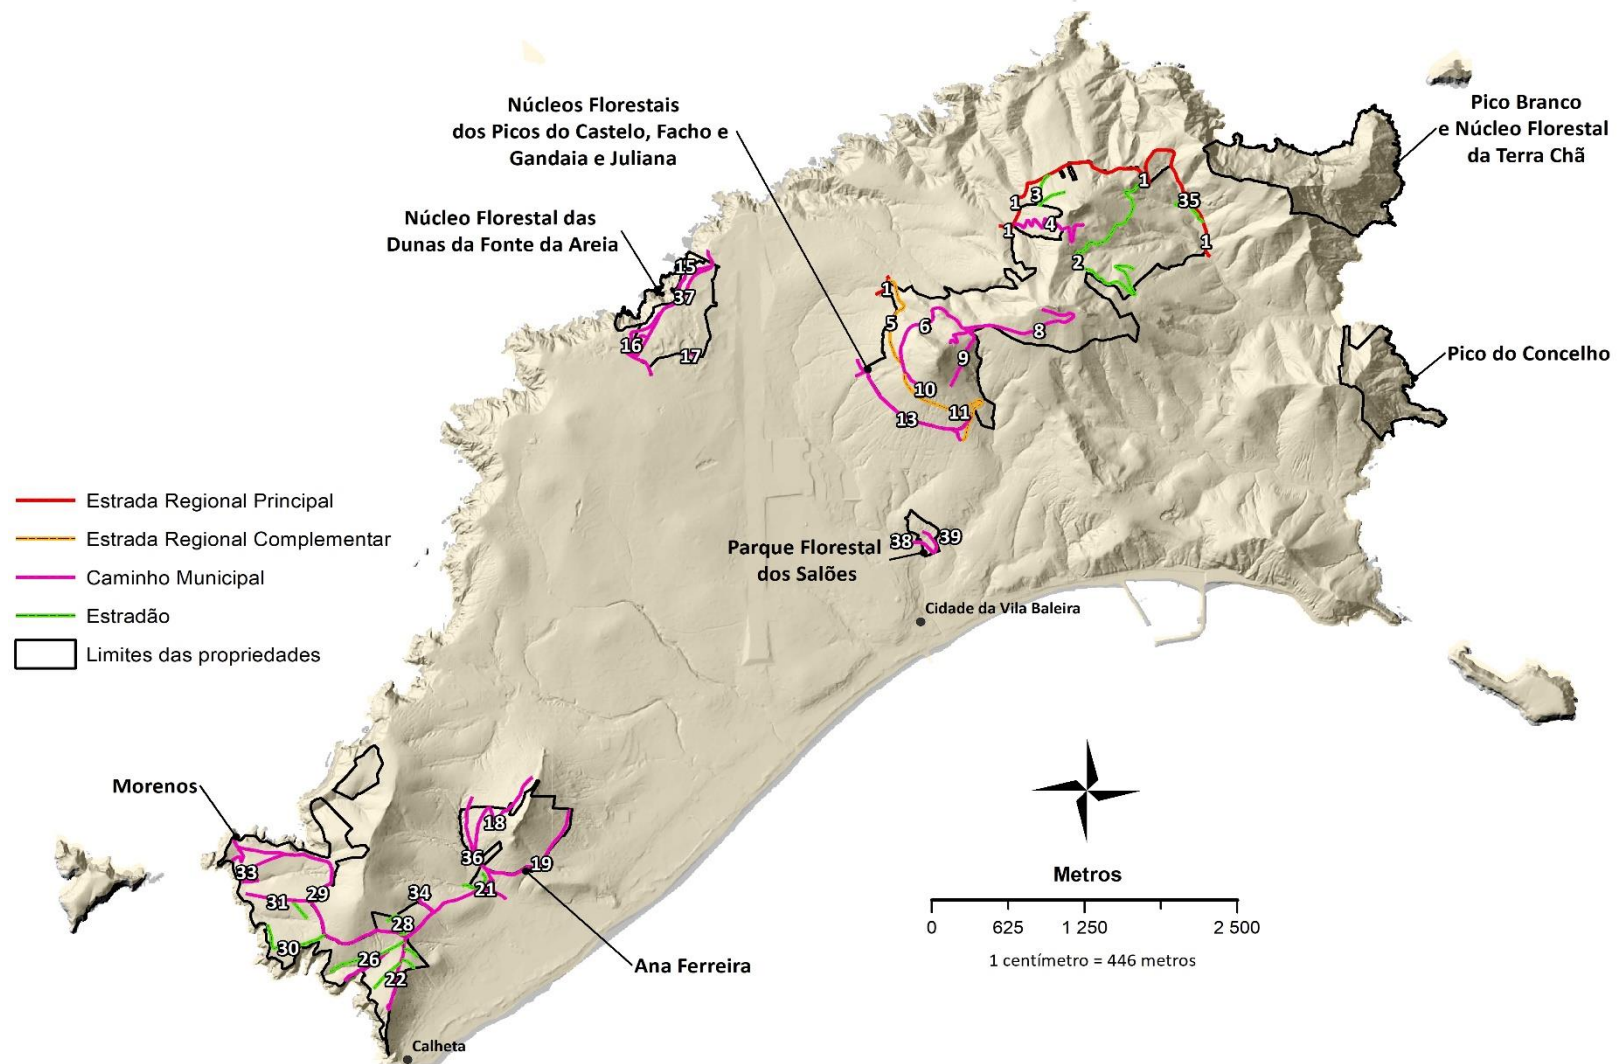 Núcleos Florestais
dos Picos do Castelo, Facho e
Gandaia e Juliana
Pico Branco
e Núcleo Florestal
da Terra Chã
Núcleo Florestal das
Dunas da Fonte da Areia
1
35
3
1
4
1
1
2
15
37
16
17
1
5
6
8
9
10
11
13
Pico do Concelho
Estrada Regional Principal
Estrada Regional Complementar
Caminho Municipal
Estradão
Limites das propriedades
38
39
Parque Florestal
dos Salões
Cidade da Vila Baleira
Morenos
18
36
19
33
29
31
34
21
28
30
26
22
Ana Ferreira
Calheta
Metros
0 625 1 250 2 500
1 centímetro = 446 metros